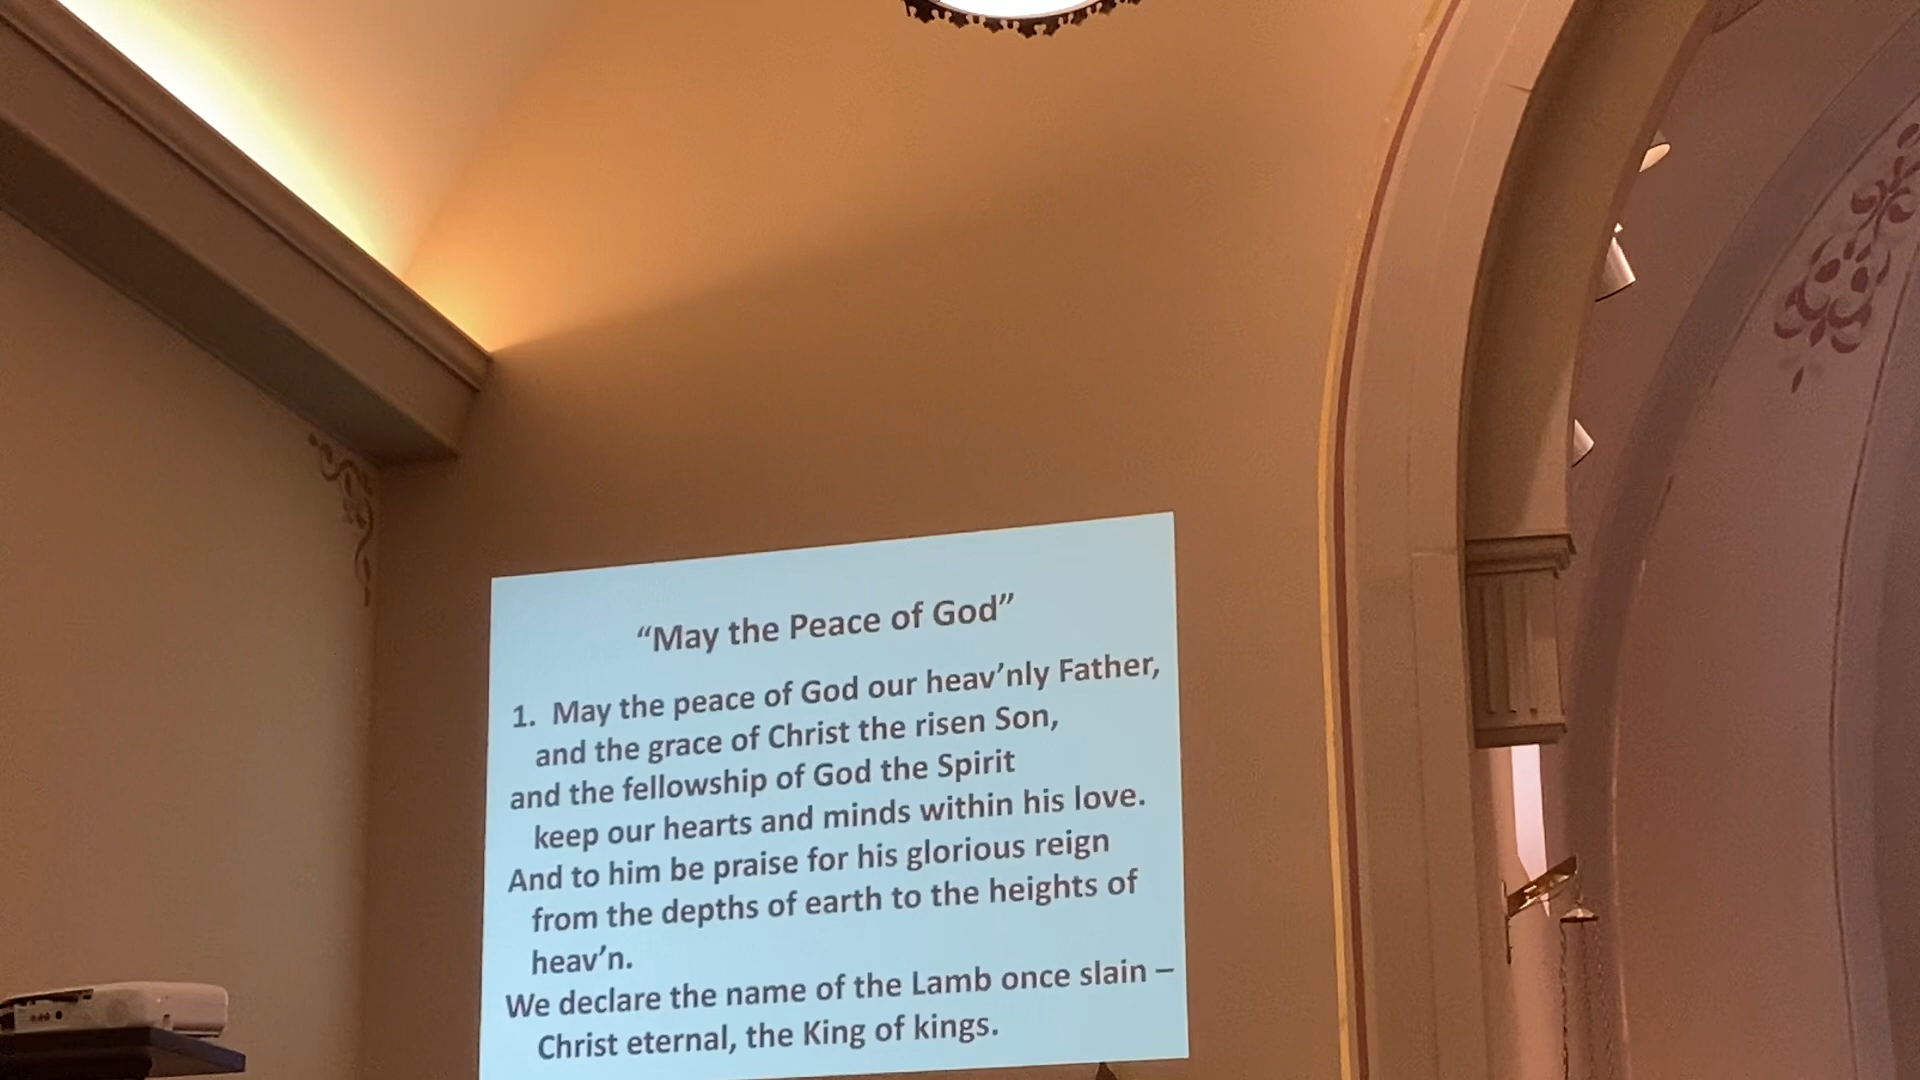 “May the Peace of God”
1. May the peace of God our heav’nly Father,
and the grace of Christ the risen Son,
and the fellowship of God the Spirit
keep our hearts and minds within his love.
And to him be praise for his glorious reign
from the depths of earth to the heights of
heav’n.
We declare the name of the Lamb once slain –
Christ eternal, the King of kings.